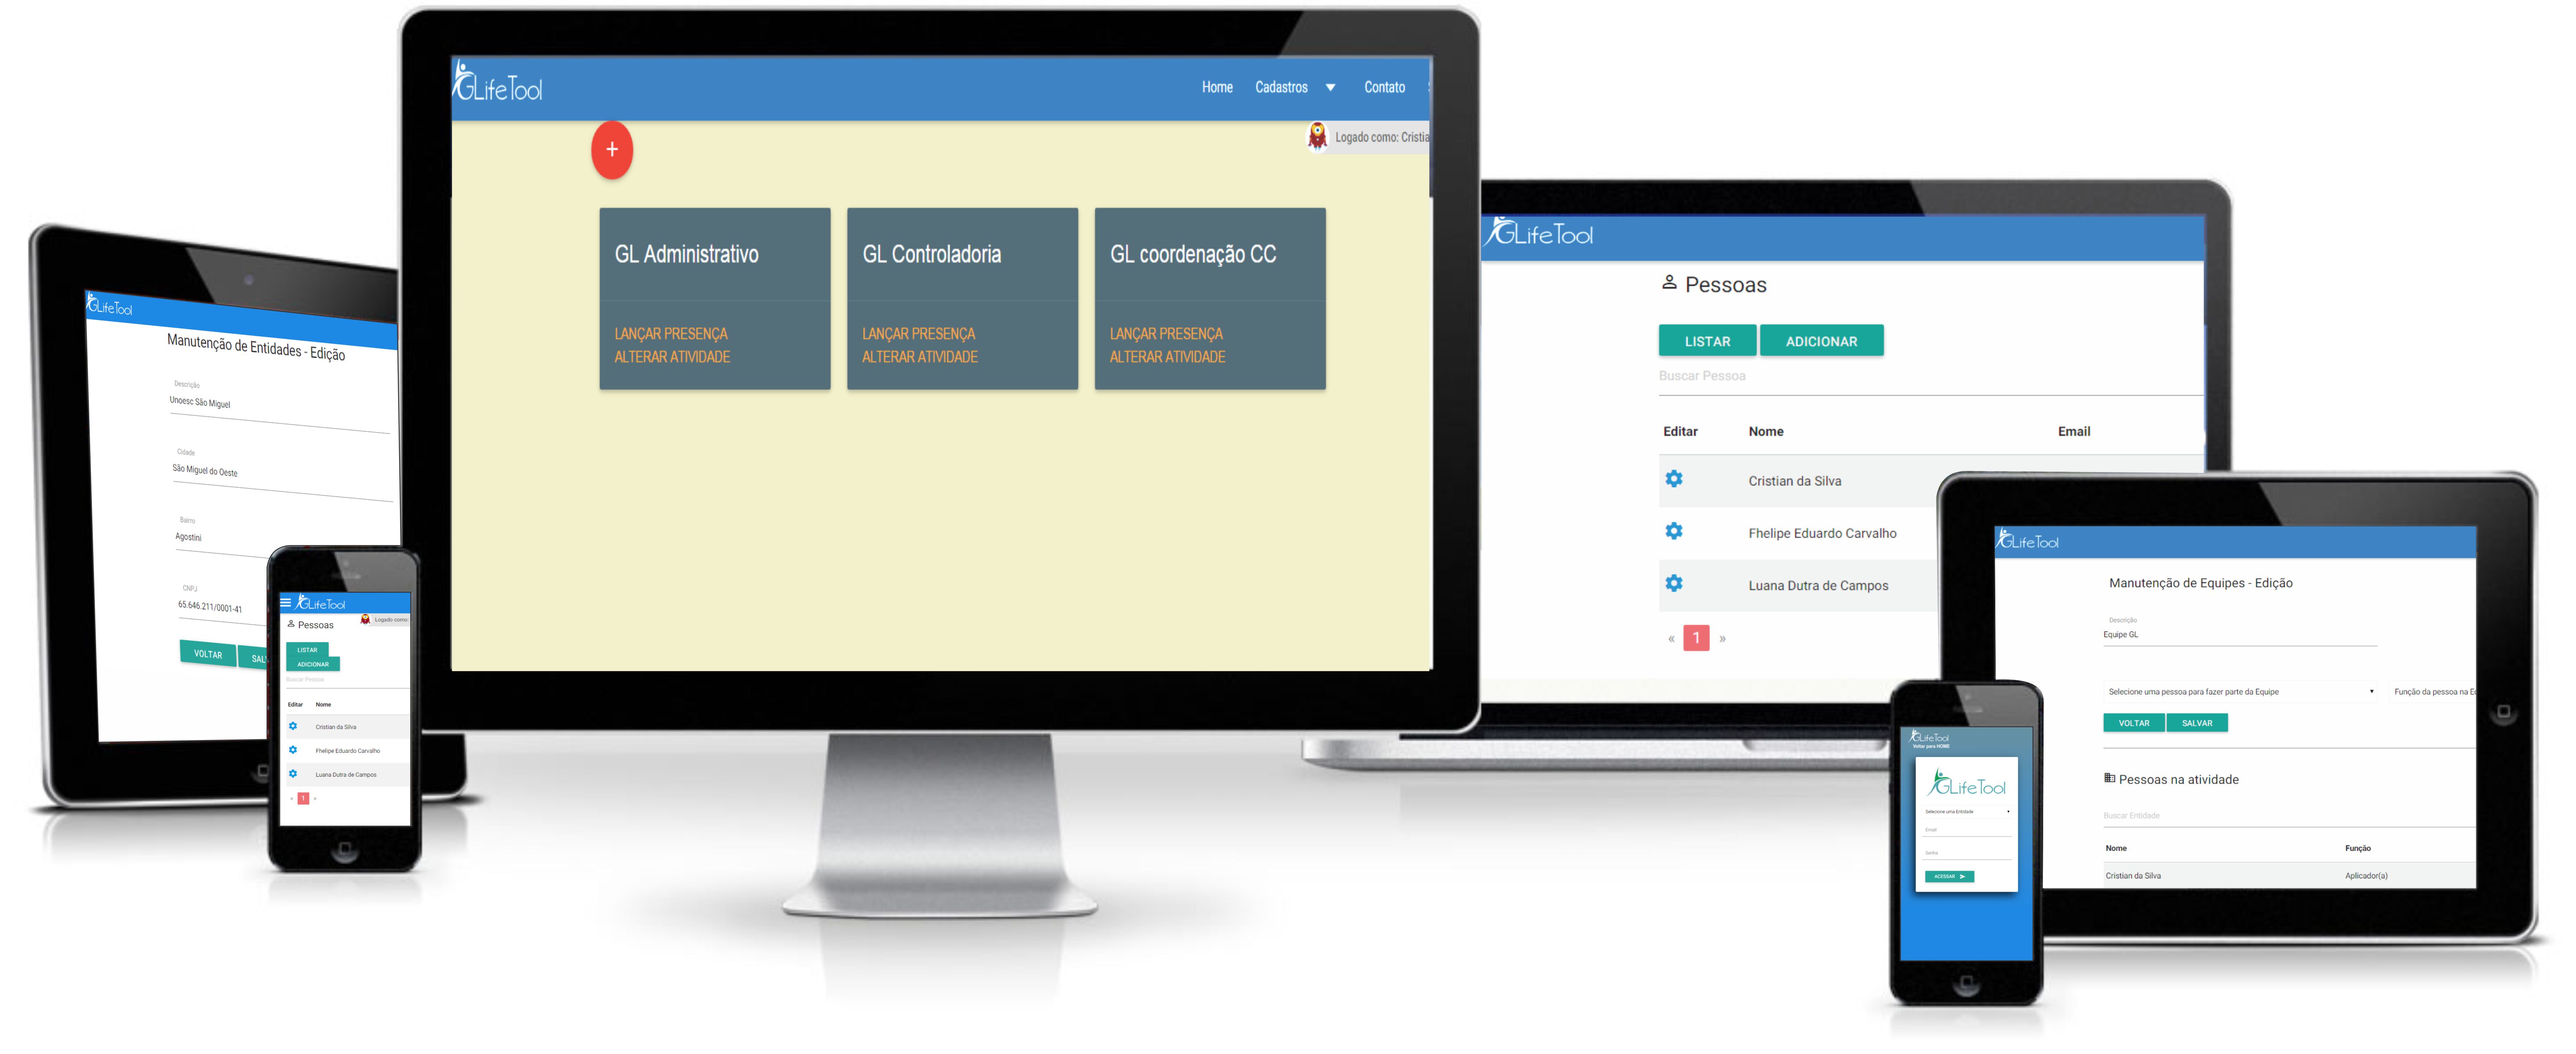 GLifeTool
Manutenção de Entidades - Edição
Descrição
Unoesc São Miguel
Cidade
São Miguel do Oeste
Bairro
Agostini
CNPJ
65.646.211/0001-41
VOLTAR
GLifeTool
Logado como:
Pessoas
LISTAR
ADICIONAR
Buscar Pessoa
Editar Nome
Cristian da Silva
Fhelipe Eduardo Carvalho
Luana Dutra de Campos
« 1 »
GLifeTool
Home Cadastros ▼ Contato
+
Logado como: Cristia
GL Administrativo
LANÇAR PRESENÇA
ALTERAR ATIVIDADE
GL Controladoria
LANÇAR PRESENÇA
ALTERAR ATIVIDADE
GL coordenação CC
LANÇAR PRESENÇA
ALTERAR ATIVIDADE
GLifeTool
Pessoas
LISTAR ADICIONAR
Buscar Pessoa
Editar Nome Email
Cristian da Silva
Fhelipe Eduardo Carvalho
Luana Dutra de Campos
« 1 »
GLifeTool
Voltar para HOME
GLifeTool
Selecione uma Entidade
Email
Senha
ACESSAR
GLifeTool
Manutenção de Equipes - Edição
Descrição
Equipe GL
Selecione uma pessoa para fazer parte da Equipe ▼ Função da pessoa na E
VOLTAR SALVAR
Pessoas na atividade
Buscar Entidade
Nome Função
Cristian da Silva Aplicador(a)